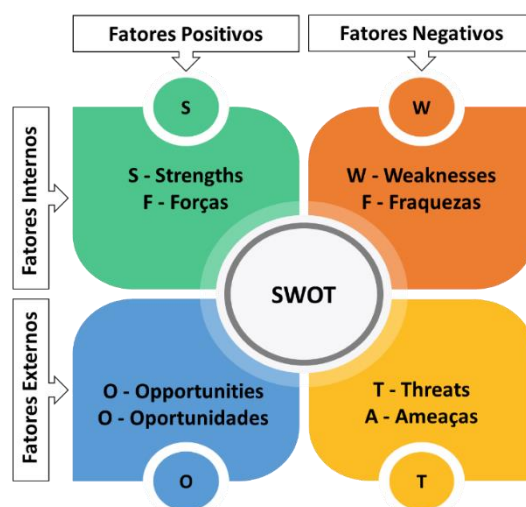 Fatores Positivos
Fatores Negativos
S
W
Fatores Internos
S - Strengths
F - Forças
W - Weaknesses
F - Fraquezas
SWOT
Fatores Externos
O - Opportunities
O - Oportunidades
T - Threats
A - Ameaças
O
T